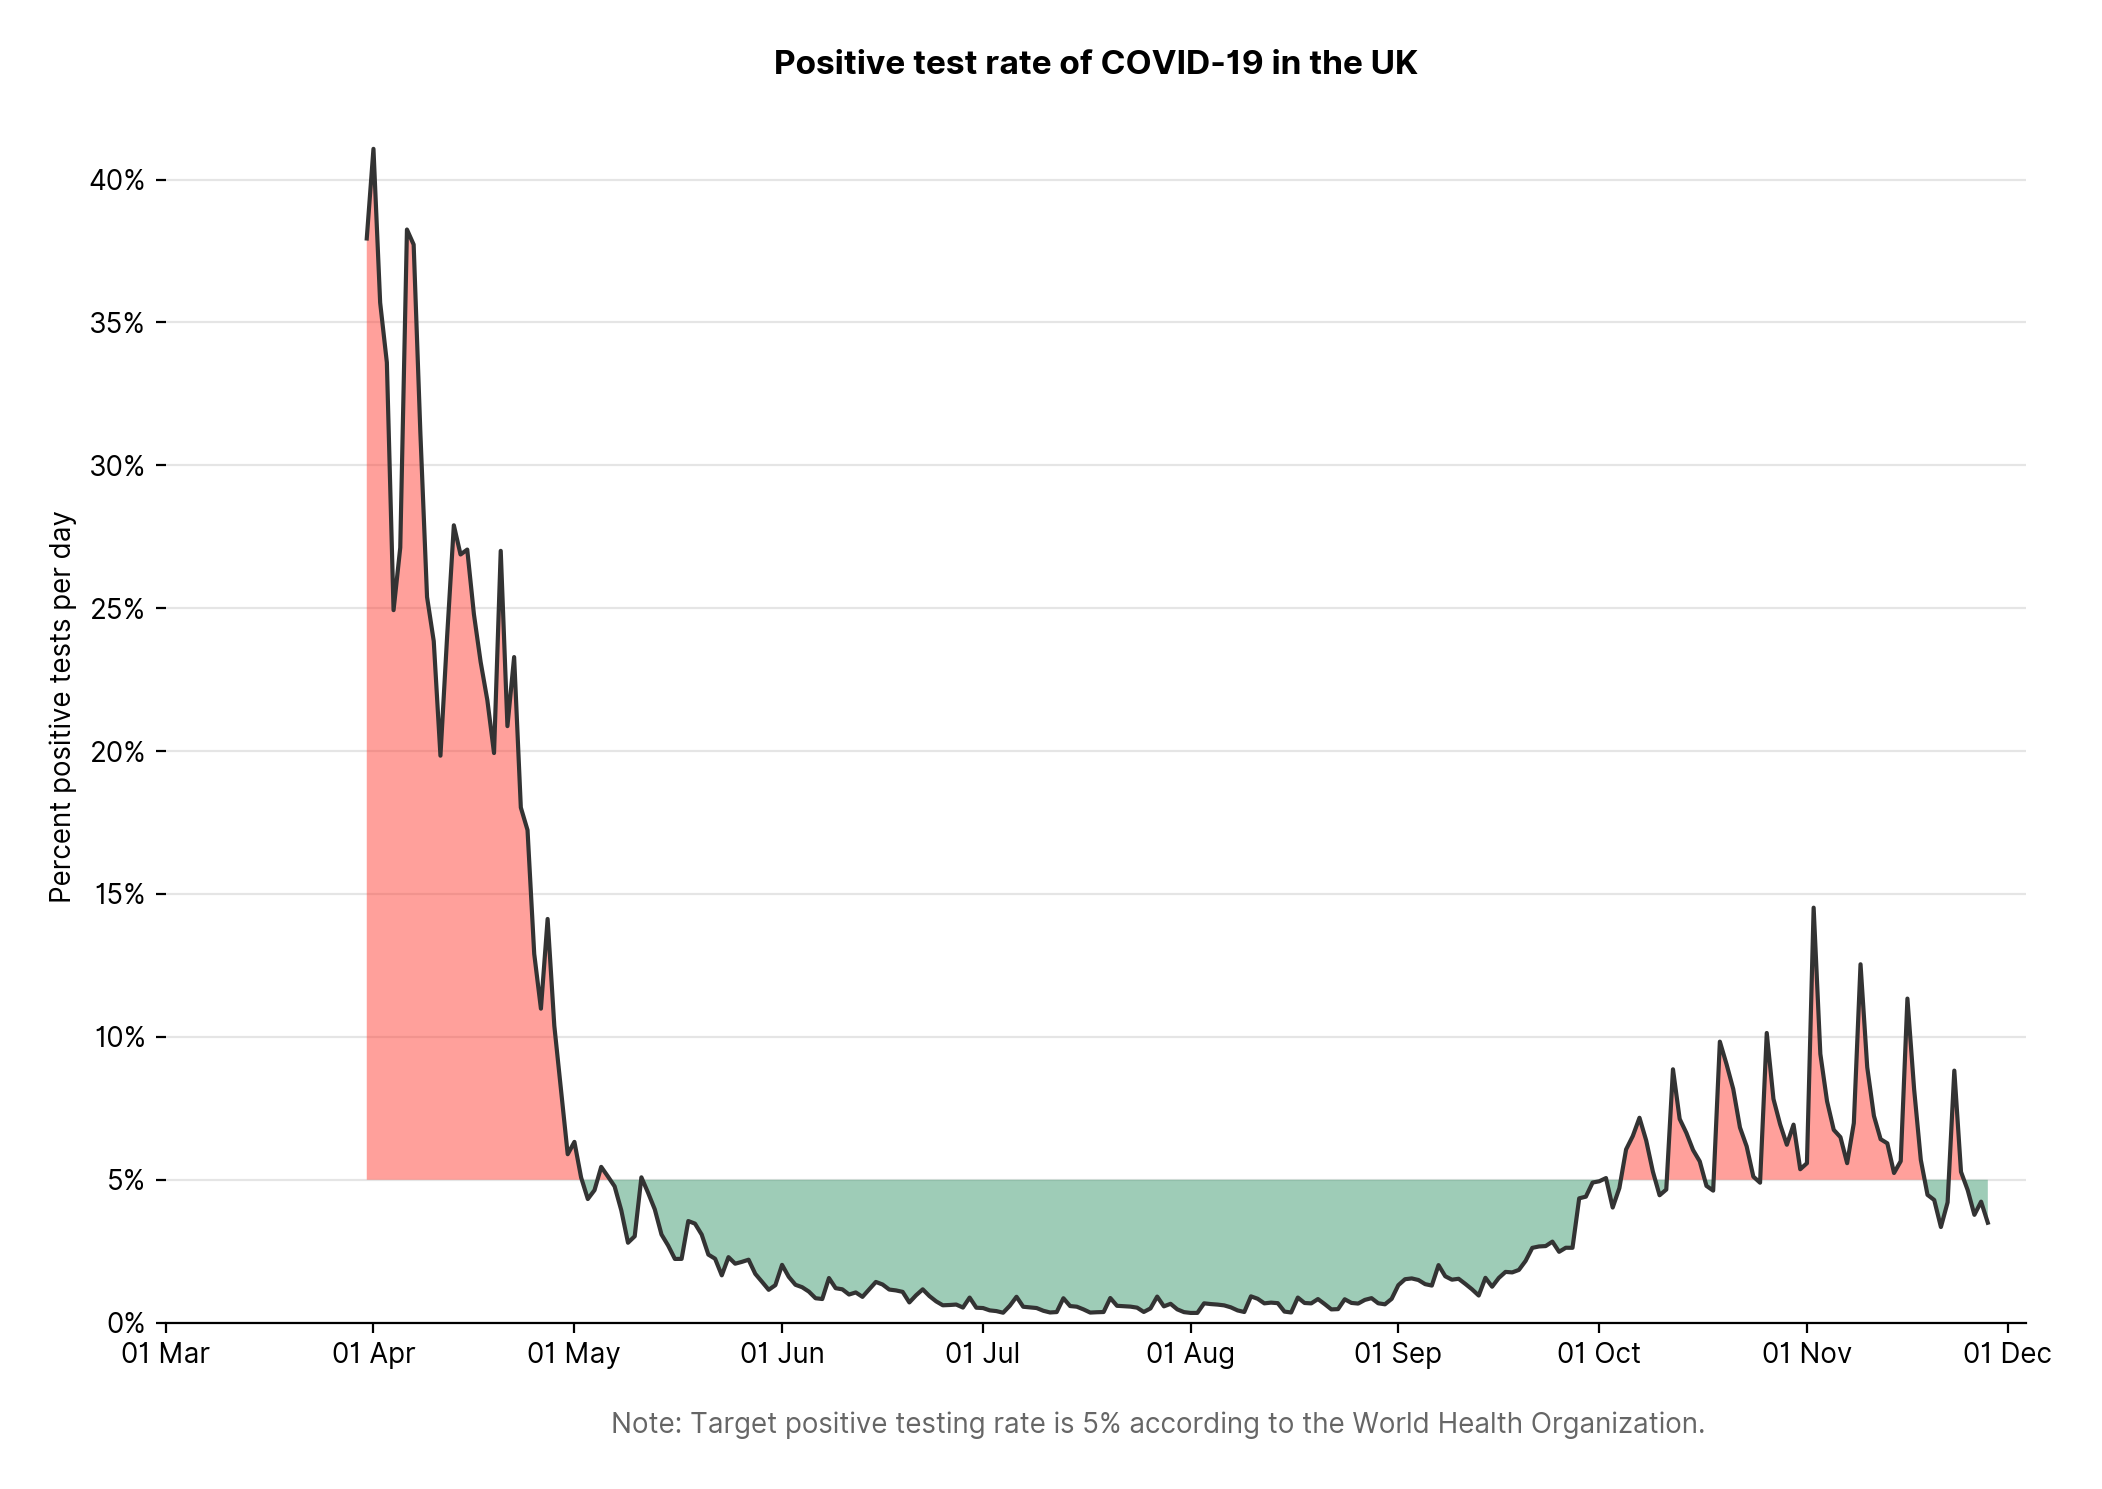 Positive test rate of COVID-19 in the UK
Percent positive tests per day
40%
35%
30%
25%
20%
15%
10%
5%
0%
01 Mar
01 Apr
01 May
01 Jun
01 Jul
01 Aug
01 Sep
01 Oct
01 Nov
01 Dec
Note: Target positive testing rate is 5% according to the World Health Organization.